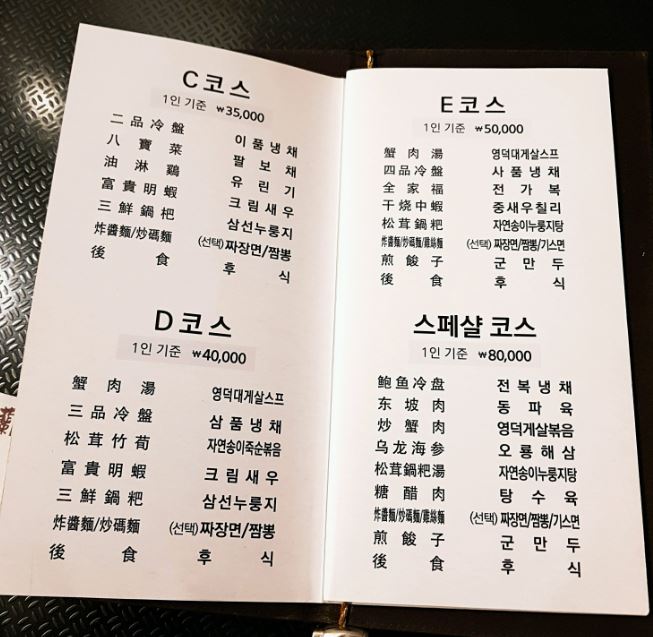 C코스
1인 기준 ₩35,000
二品冷盤 이품냉채
八寶菜 팔보채
油淋鷄 유린기
富貴明蝦 크림새우
三鮮鍋粑 삼선누룽지
炸醬麵/炒碼麵 (선택)짜장면/짬뽕
後食 후식
D코스
1인 기준 ₩40,000
蟹肉湯 영덕대게살스프
三品冷盤 삼품냉채
松茸竹荀 자연송이죽순볶음
富貴明蝦 크림새우
三鮮鍋粑 삼선누룽지
炸醬麵/炒碼麵 (선택)짜장면/짬뽕
後食 후식
E코스
1인 기준 ₩50,000
蟹肉湯 영덕대게살스프
四品冷盤 사품냉채
全家福 전가복
干烧中蝦 중새우칠리
松茸鍋粑 자연송이누룽지탕
炸醬麵/炒碼麵/雞絲麵 (선택)짜장면/짬뽕/기스면
煎餃子 군만두
後食 후식
스페샬 코스
1인 기준 ₩80,000
鲍鱼冷盘 전복냉채
东坡肉 동파육
炒蟹肉 영덕게살볶음
乌龙海参 오룡해삼
松茸鍋粑湯 자연송이누룽지탕
糖醋肉 탕수육
炸醬麵/炒碼麵/雞絲麵 (선택)짜장면/짬뽕/기스면
煎餃子 군만두
後食 후식